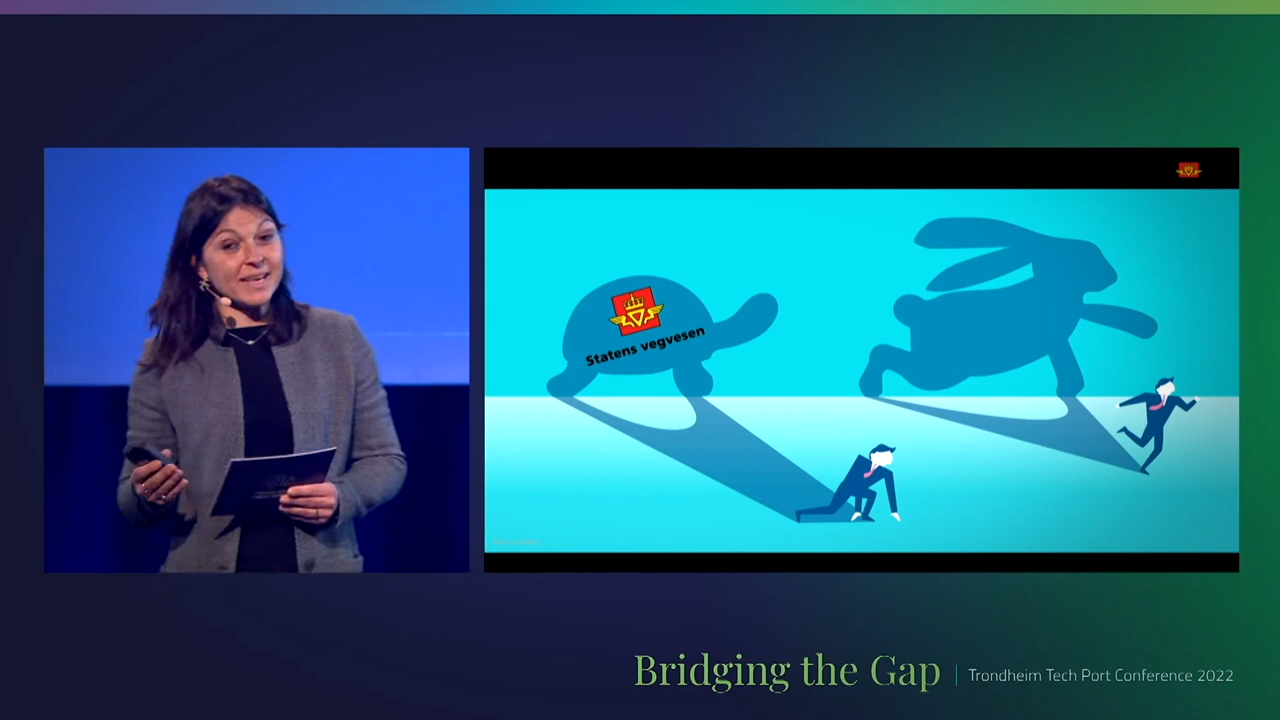 Statens vegvesen
Bridging the Gap
Trondheim Tech Port Conference 2022